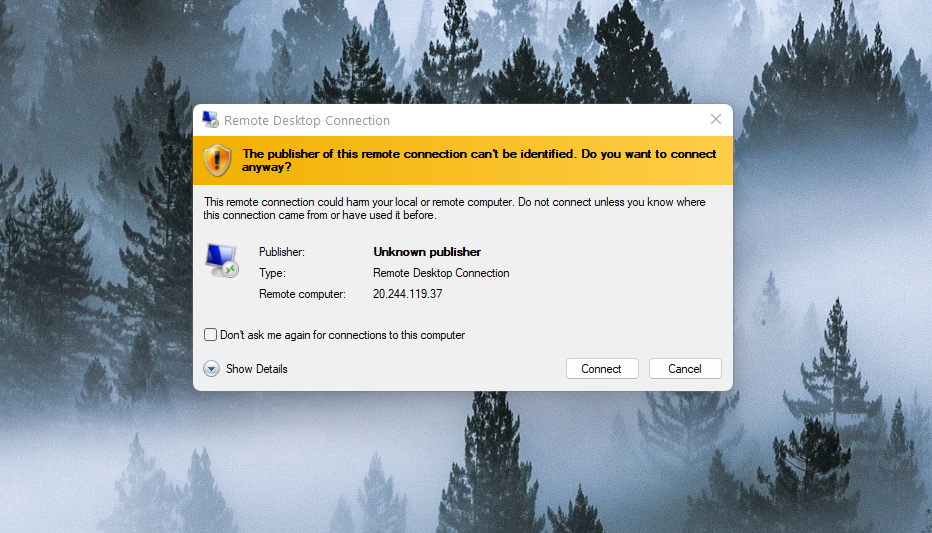 Remote Desktop Connection
The publisher of this remote connection can't be identified. Do you want to connect
anyway?
This remote connection could harm your local or remote computer. Do not connect unless you know where
this connection came from or have used it before.
Publisher: Unknown publisher
Type: Remote Desktop Connection
Remote computer: 20.244.119.37
Don't ask me again for connections to this computer
Show Details Connect Cancel